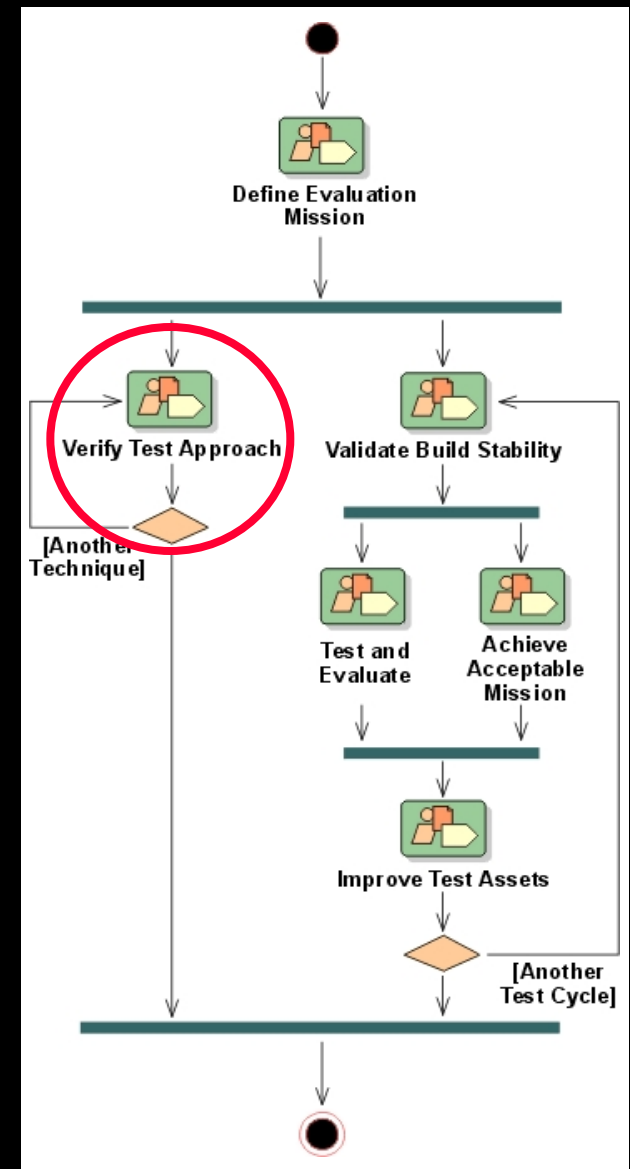 Define Evaluation
Mission
Verify Test Approach
Validate Build Stability
[Another
Technique]
Test and
Evaluate
Achieve
Acceptable
Mission
Improve Test Assets
[Another
Test Cycle]